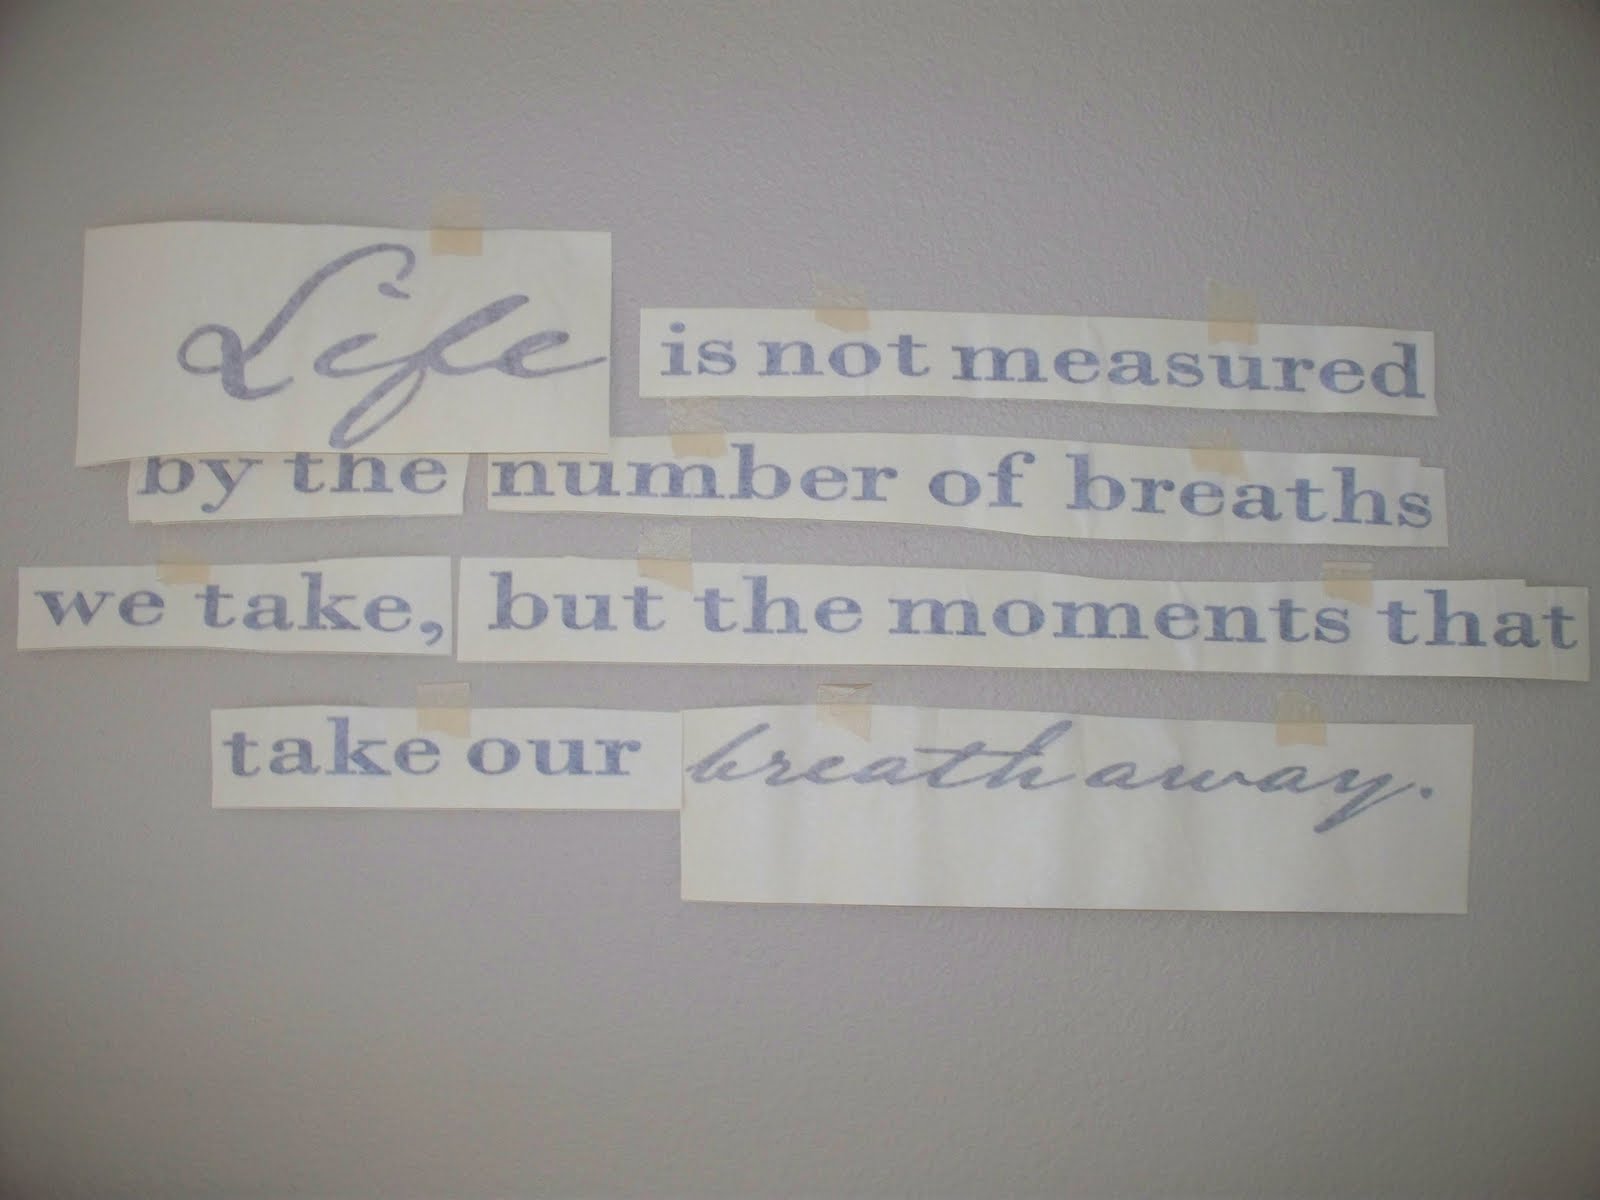 Life is not measured
by the number of breaths
we take, but the moments that
take our breath away.